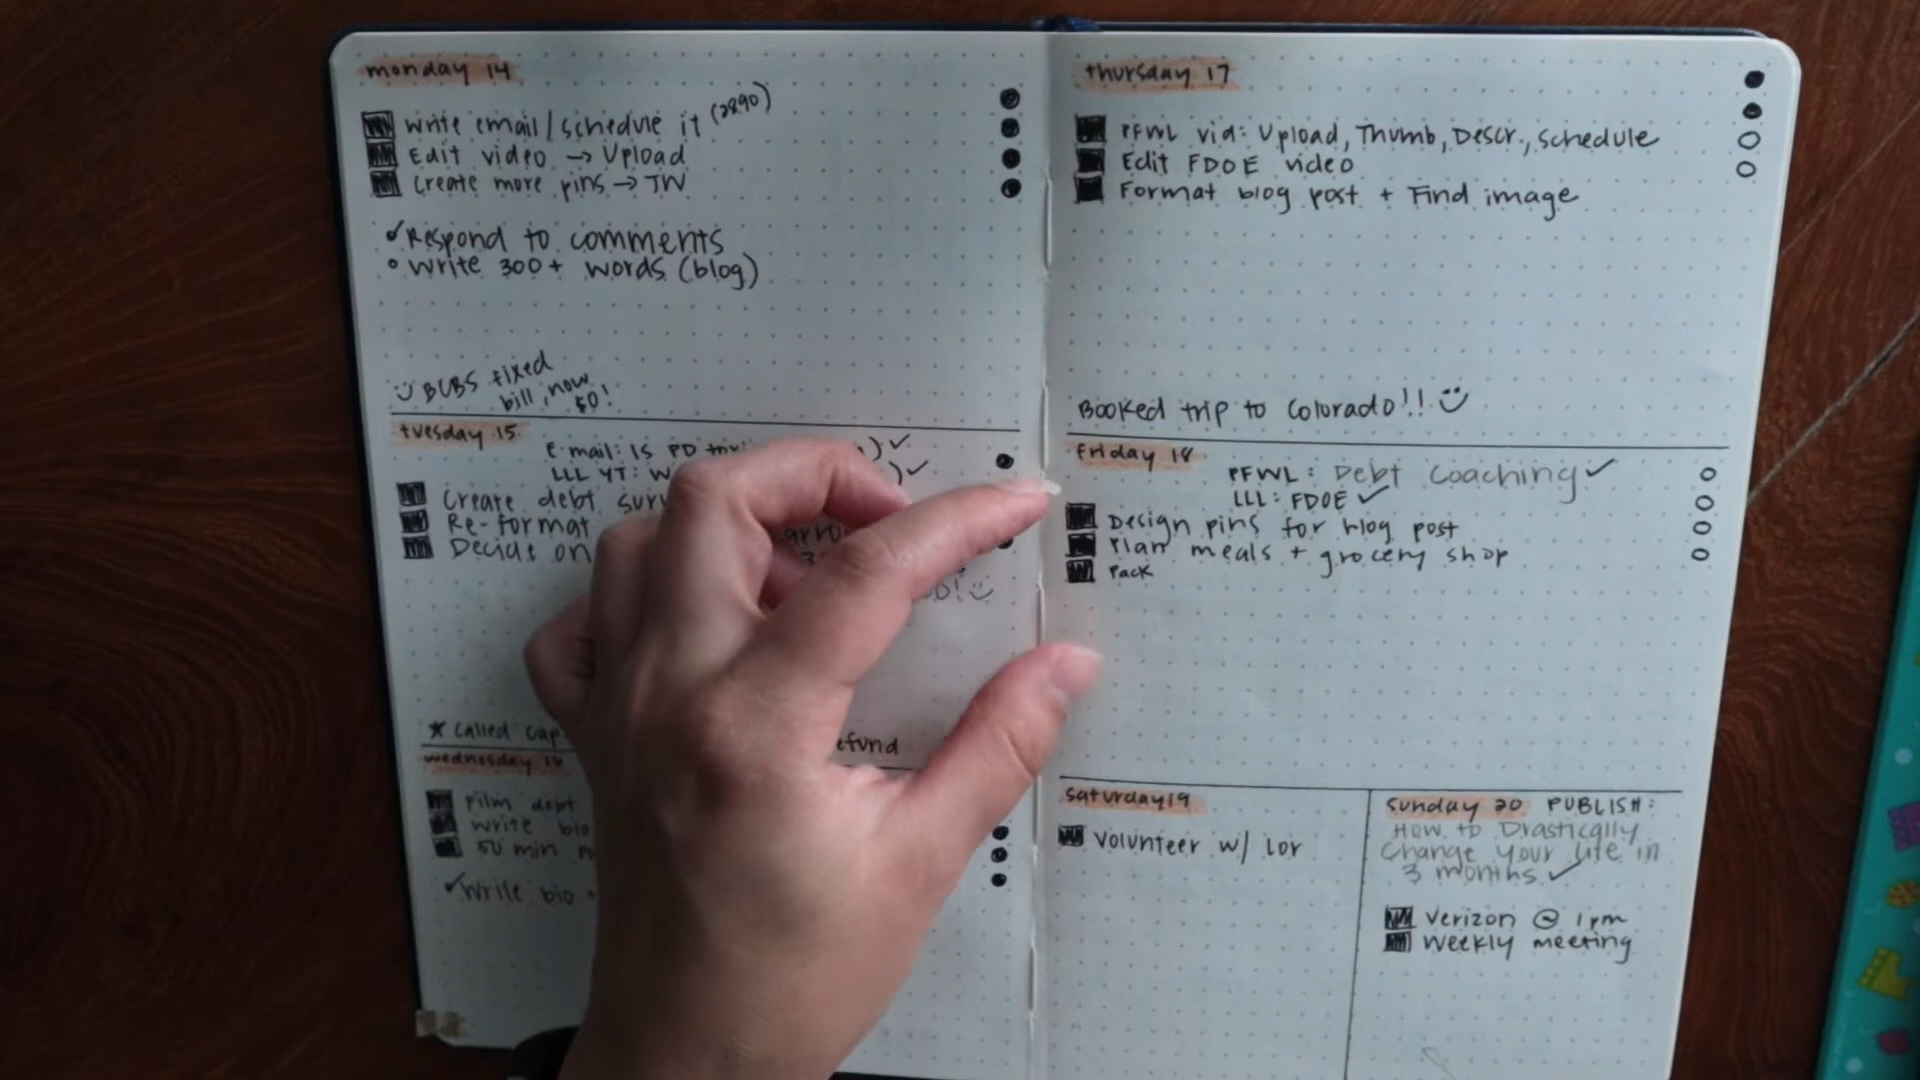 monday 14
write email/schedule it (2890)
Edit video → Upload
Create more pins → TW
✓Respond to comments
• write 300+ words (blog)
BCBS fixed
bill, now
$0!
tuesday 15
E-mail: Is PD
LLL YT:
Create debt
Re-format
Decide on
* Called
efund
wednesday 16
Film debt
write
50 min
✓write
thursday 17
PFWL vid: Upload, Thumb, Descr., Schedule
Edit FDOE video
Format blog post + Find image
Booked trip to Colorado!!
Friday 18
PFWL: Debt Coaching ✓
LLL: FDOE ✓
Design pins for blog post
Plan meals + grocery shop
Pack
saturday 19
Volunteer w/ Lor
sunday 20 PUBLISH:
How to Drastically
Change Your Life in
3 months ✓
Verizon @ 1pm
Weekly meeting